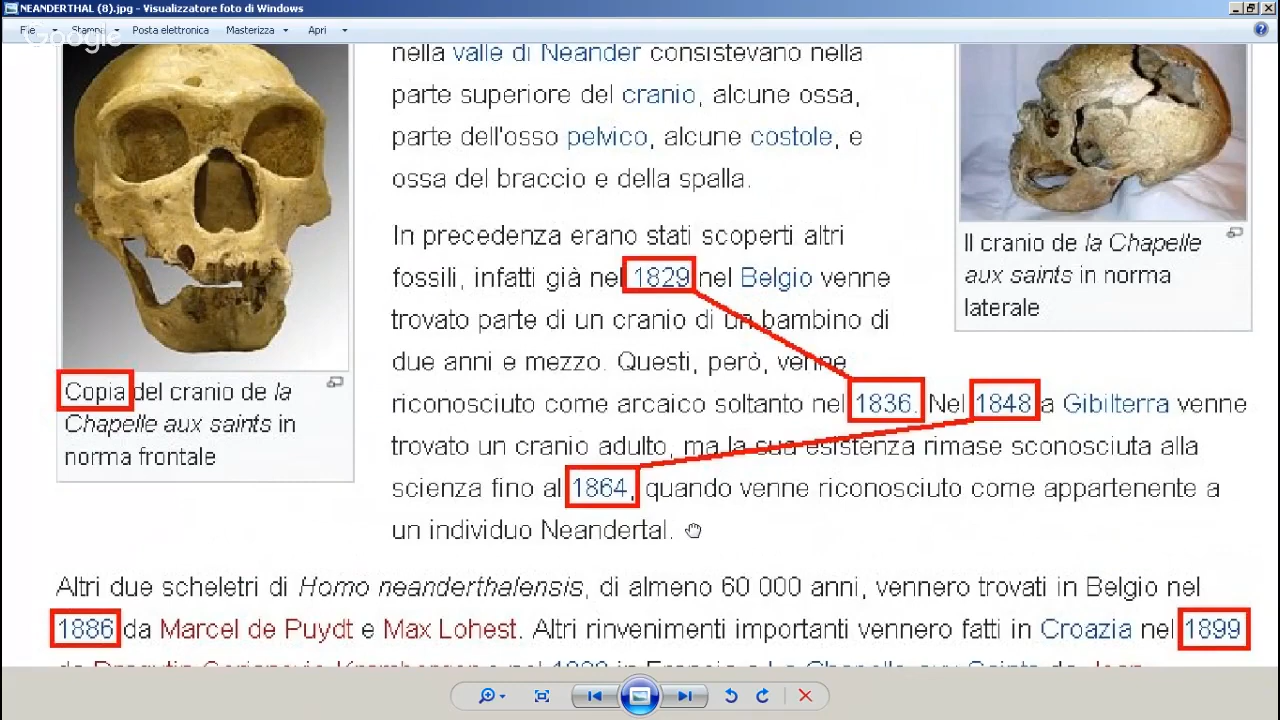 NEANDERTHAL (8).jpg - Visualizzatore foto di Windows
File Stampa Posta elettronica Masterizza Apri
Google
nella valle di Neander consistevano nella
parte superiore del cranio, alcune ossa,
parte dell'osso pelvico, alcune costole, e
ossa del braccio e della spalla.
In precedenza erano stati scoperti altri
fossili, infatti già nel 1829 nel Belgio venne
trovato parte di un cranio di un bambino di
due anni e mezzo. Questi, però, venne
riconosciuto come arcaico soltanto nel 1836. Nel 1848 a Gibilterra venne
trovato un cranio adulto, ma la sua esistenza rimase sconosciuta alla
scienza fino al 1864, quando venne riconosciuto come appartenente a
un individuo Neandertal.
Copia del cranio de la
Chapelle aux saints in
norma frontale
Il cranio de la Chapelle
aux saints in norma
laterale
Altri due scheletri di Homo neanderthalensis, di almeno 60 000 anni, vennero trovati in Belgio nel
1886 da Marcel de Puydt e Max Lohest. Altri rinvenimenti importanti vennero fatti in Croazia nel 1899